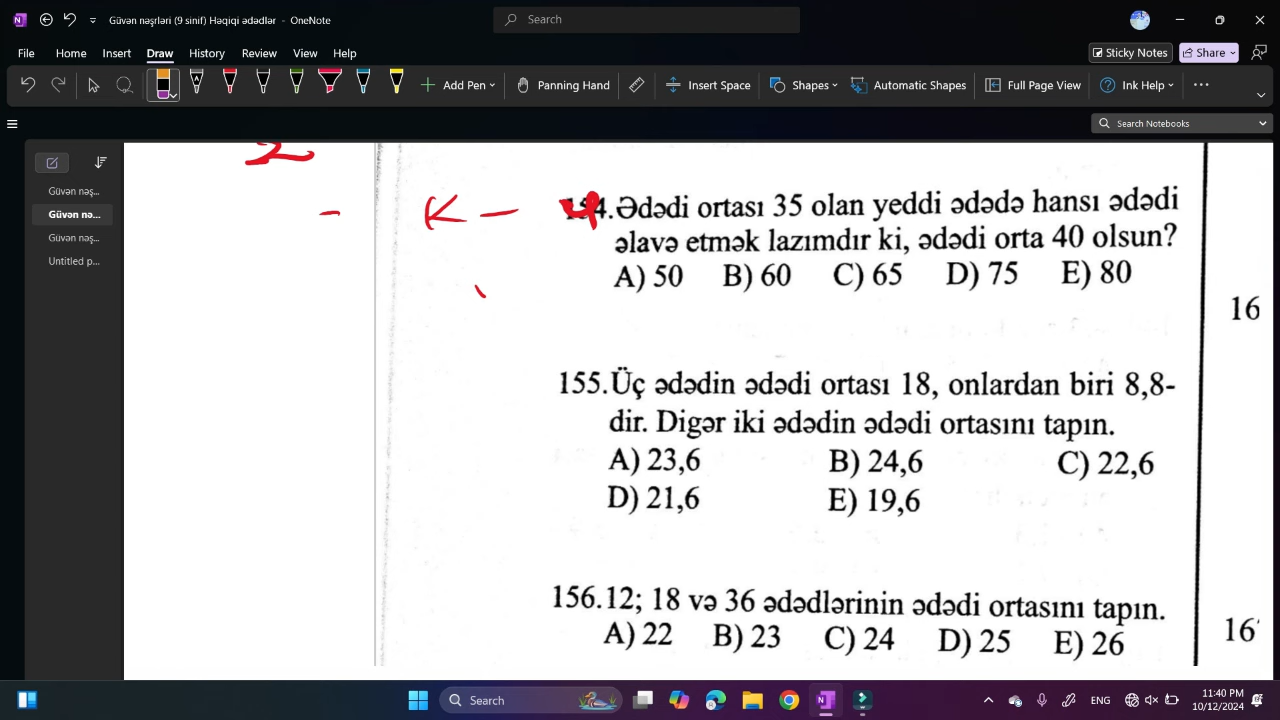 Güvən nəşrləri (9 sinif) Həqiqi ədədlər - OneNote
Search
File Home Insert Draw History Review View Help
Sticky Notes Share
Add Pen Panning Hand Insert Space Shapes Automatic Shapes Full Page View Ink Help ...
Search Notebooks
Güvən nəş...
Güvən nə...
Güvən nəş...
Untitled p...
2
- K - 4
154.Ədədi ortası 35 olan yeddi ədədə hansı ədədi
əlavə etmək lazımdır ki, ədədi orta 40 olsun?
A) 50 B) 60 C) 65 D) 75 E) 80
16
155.Üç ədədin ədədi ortası 18, onlardan biri 8,8-
dir. Digər iki ədədin ədədi ortasını tapın.
A) 23,6 B) 24,6 C) 22,6
D) 21,6 E) 19,6
156.12; 18 və 36 ədədlərinin ədədi ortasını tapın.
A) 22 B) 23 C) 24 D) 25 E) 26
16
Search
ENG
11:40 PM
10/12/2024